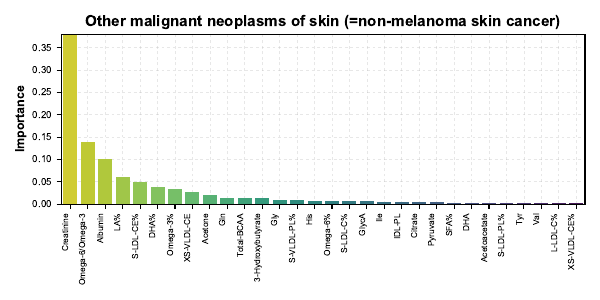 Other malignant neoplasms of skin (=non-melanoma skin cancer)
Importance
0.35
0.30
0.25
0.20
0.15
0.10
0.05
0.00
Creatinine
Omega-6/Omega-3
Albumin
LA%
S-LDL-CE%
DHA%
Omega-3%
XS-VLDL-CE
Acetone
Gln
Total-BCAA
3-Hydroxybutyrate
Gly
S-VLDL-PL%
His
Omega-6%
S-LDL-C%
GlycA
Ile
IDL-PL
Citrate
Pyruvate
SFA%
DHA
Acetoacetate
S-LDL-PL%
Tyr
Val
L-LDL-C%
XS-VLDL-CE%